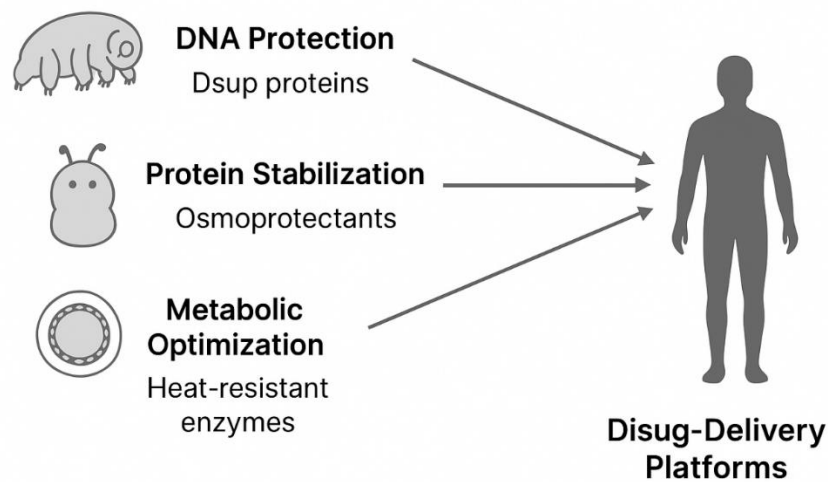 DNA Protection
Dsup proteins
Protein Stabilization
Osmoprotectants
Metabolic
Optimization
Heat-resistant
enzymes
Disug-Delivery
Platforms